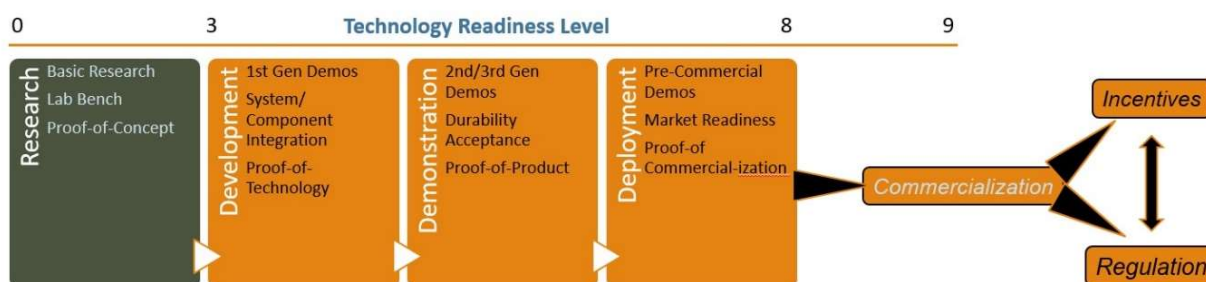 0 3 Technology Readiness Level 8 9
Research
Basic Research
Lab Bench
Proof-of-Concept
Development
1st Gen Demos
System/
Component
Integration
Proof-of-
Technology
Demonstration
2nd/3rd Gen
Demos
Durability
Acceptance
Proof-of-Product
Deployment
Pre-Commercial
Demos
Market Readiness
Proof-of
Commercial-ization
Commercialization
Incentives
Regulation